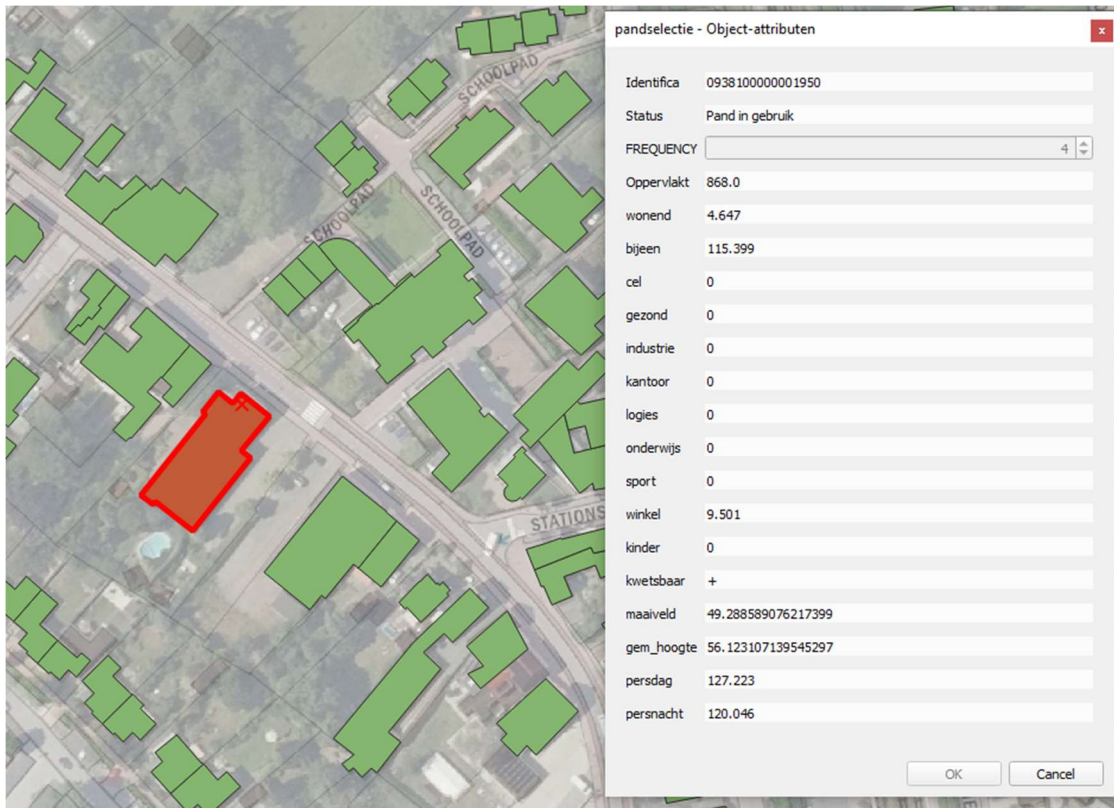 SCHOOLPAD
SCHOOLPAD
SCHOOLPAD
STATIONS
pandselectie - Object-attributen
x
Identifica 0938100000001950
Status Pand in gebruik
FREQUENCY 4
Oppervlakt 868.0
wonend 4.647
bijeen 115.399
cel 0
gezond 0
industrie 0
kantoor 0
logies 0
onderwijs 0
sport 0
winkel 9.501
kinder 0
kwetsbaar +
maaiveld 49.288589076217399
gem_hoogte 56.123107139545297
persdag 127.223
persnacht 120.046
OK Cancel